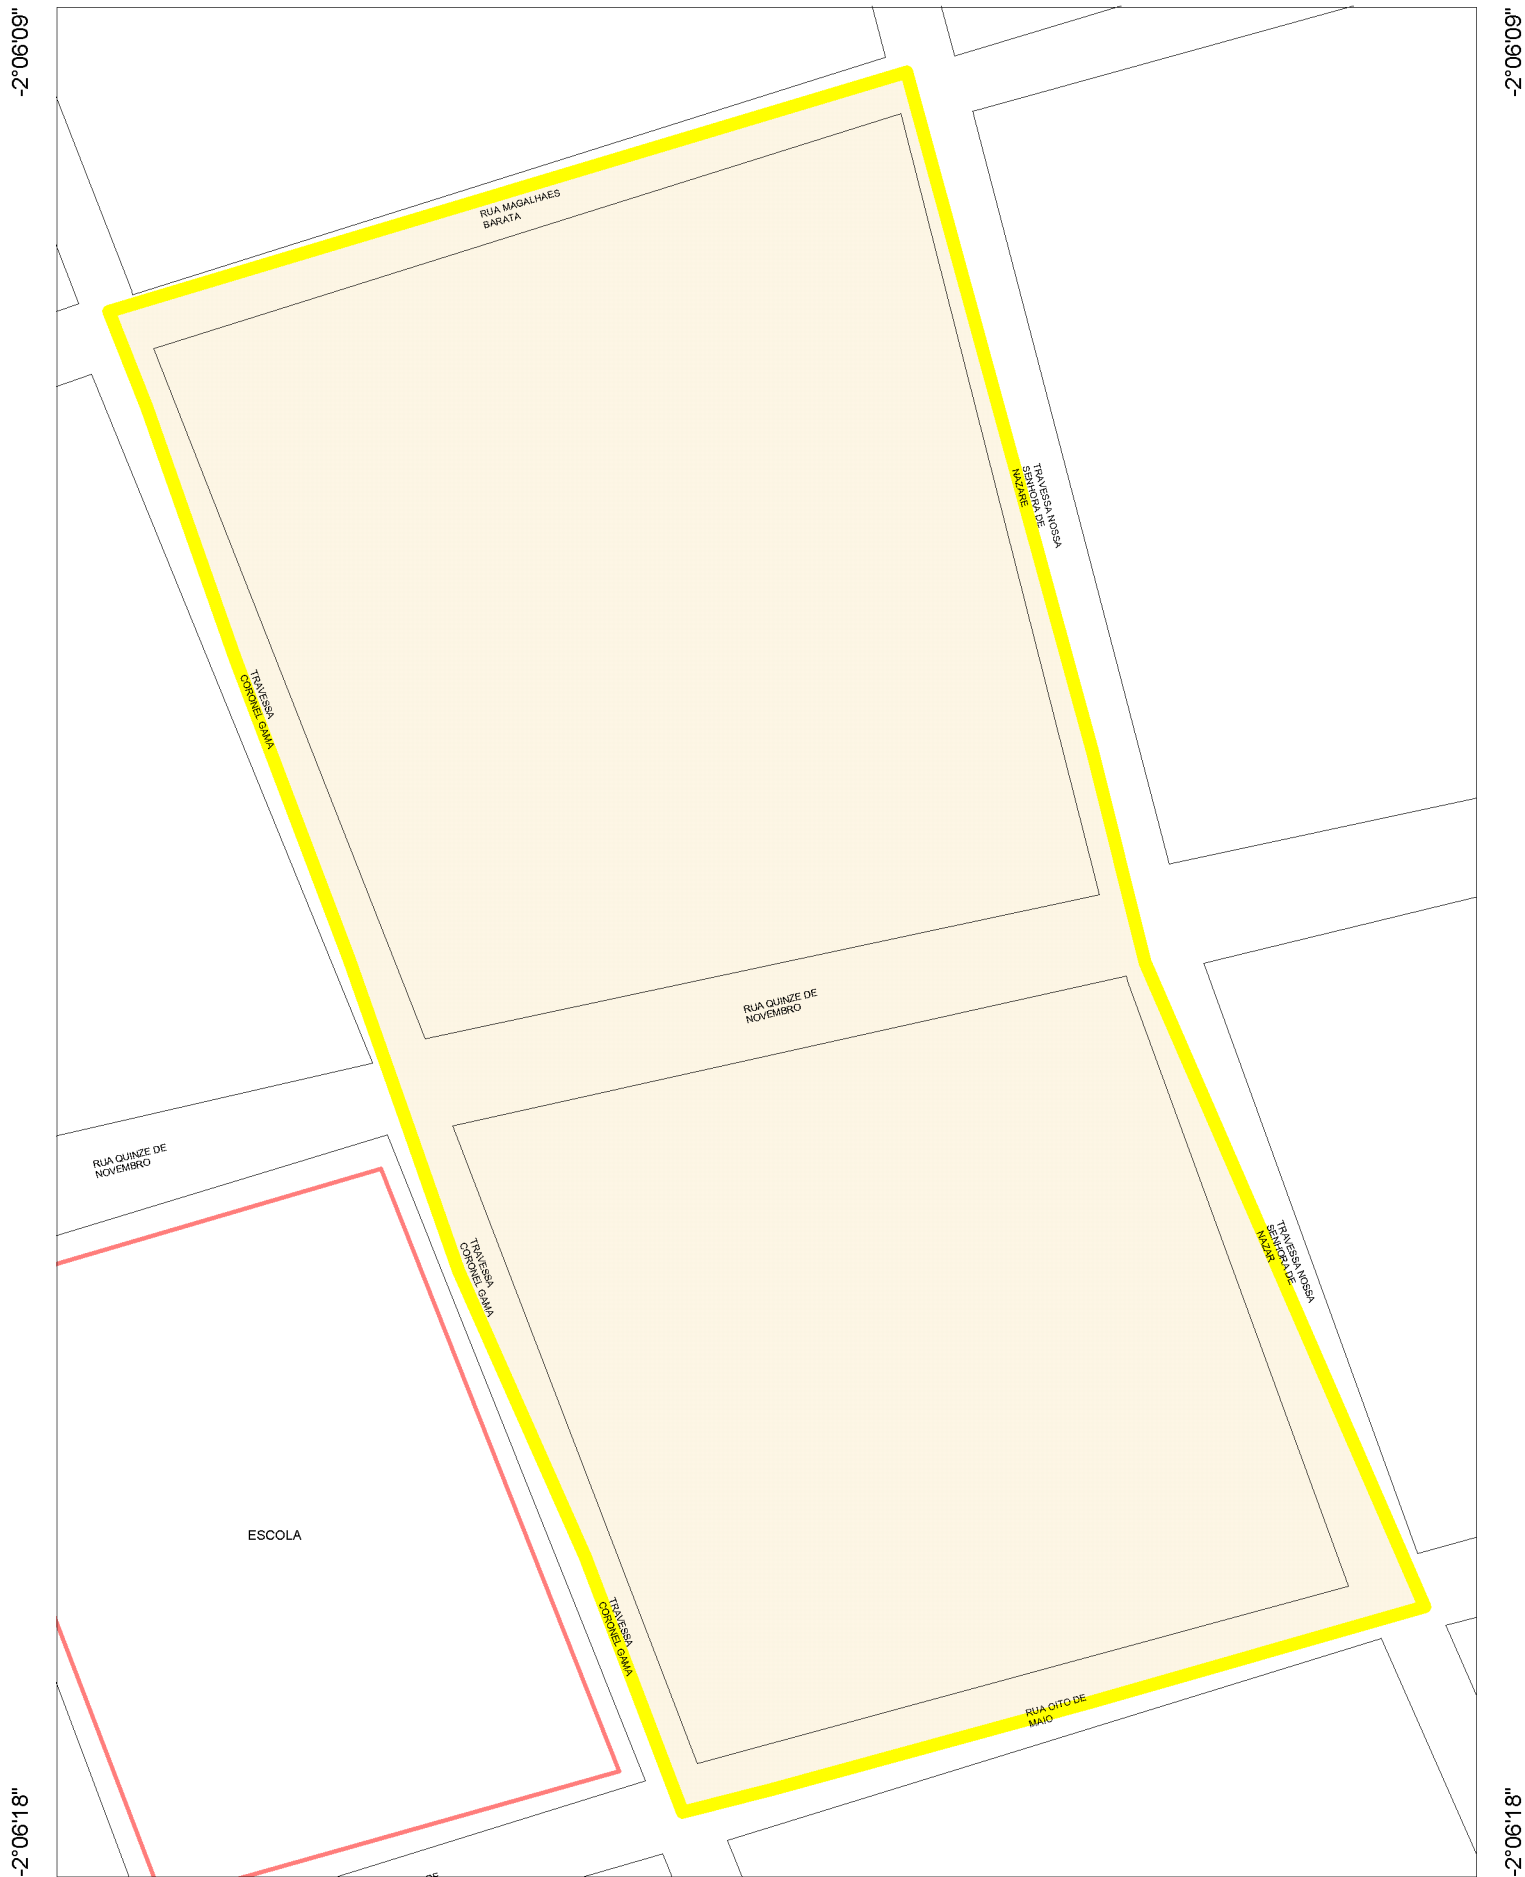 -2°06'09"
-2°06'09"
RUA MAGALHAES
BARATA
TRAVESSA NOSSA
SENHORA DE
NAZARE
TRAVESSA
CORONEL GAMA
RUA QUINZE DE
NOVEMBRO
RUA QUINZE DE
NOVEMBRO
TRAVESSA NOSSA
SENHORA DE
NAZAR
TRAVESSA
CORONEL GAMA
ESCOLA
TRAVESSA
CORONEL GAMA
RUA OITO DE
MAIO
-2°06'18"
-2°06'18"